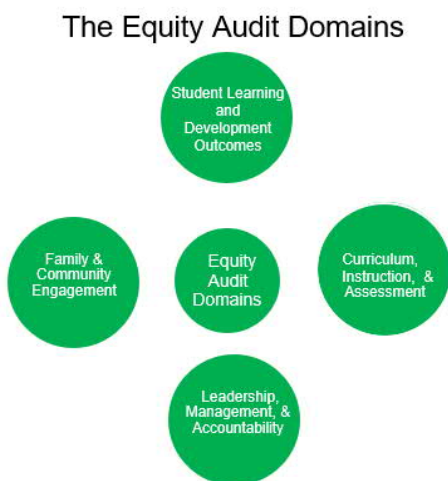 The Equity Audit Domains
Student Learning
and
Development
Outcomes
Family &
Community
Engagement
Equity
Audit
Domains
Curriculum,
Instruction, &
Assessment
Leadership,
Management, &
Accountability